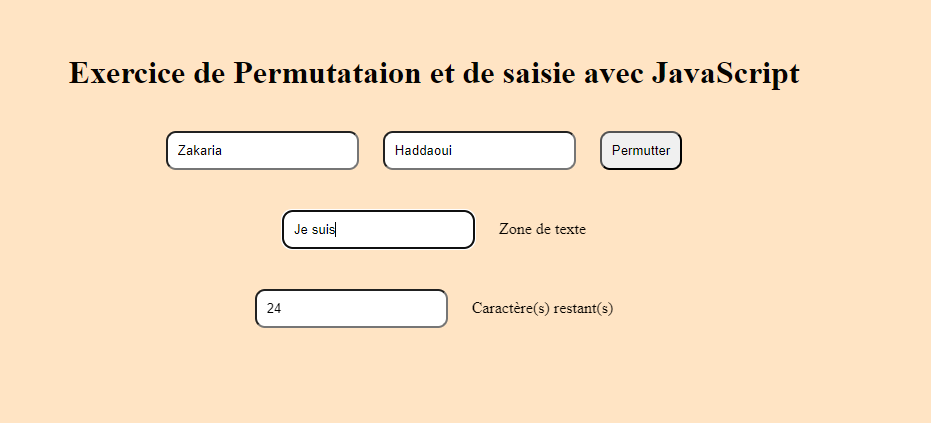 Exercice de Permutataion et de saisie avec JavaScript
Zakaria Haddaoui Permutter
Je suis Zone de texte
24 Caractère(s) restant(s)